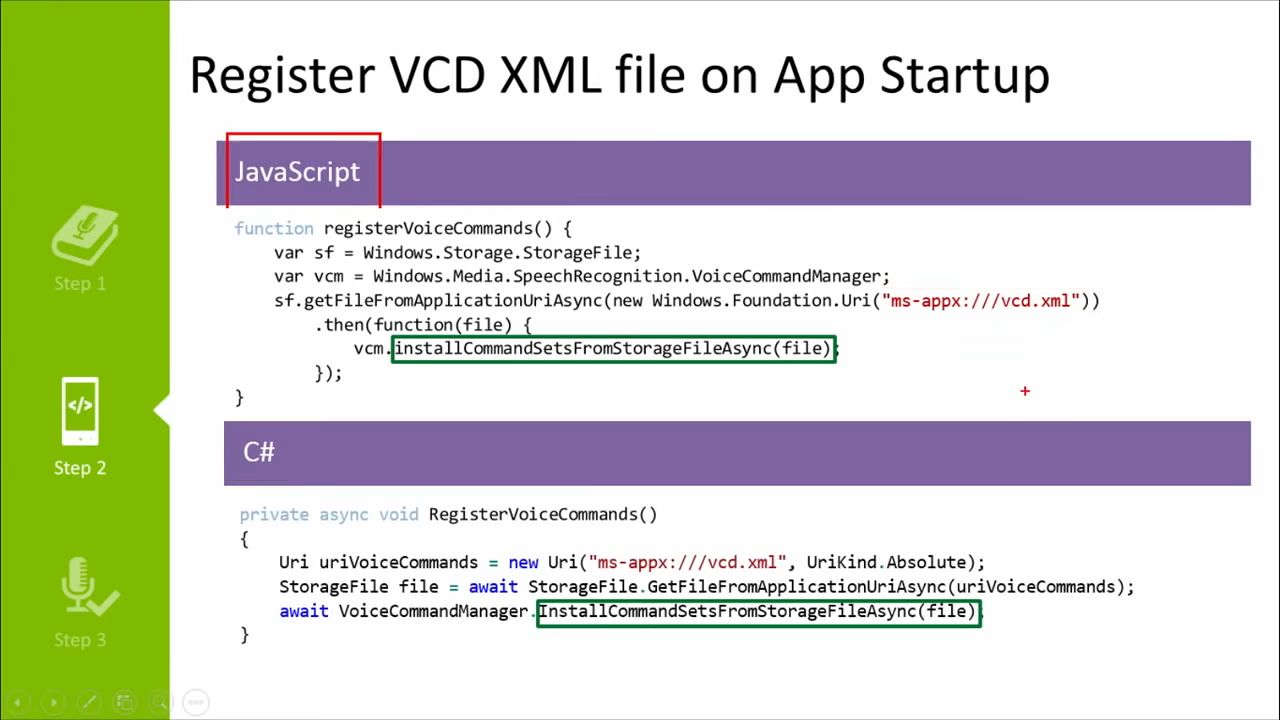 Register VCD XML file on App Startup
JavaScript
function registerVoiceCommands() {
var sf = Windows.Storage.StorageFile;
var vcm = Windows.Media.SpeechRecognition.VoiceCommandManager;
sf.getFileFromApplicationUriAsync(new Windows.Foundation.Uri("ms-appx:///vcd.xml"))
.then(function(file) {
vcm.installCommandSetsFromStorageFileAsync(file);
});
}
C#
private async void RegisterVoiceCommands()
{
Uri uriVoiceCommands = new Uri("ms-appx:///vcd.xml", UriKind.Absolute);
StorageFile file = await StorageFile.GetFileFromApplicationUriAsync(uriVoiceCommands);
await VoiceCommandManager.InstallCommandSetsFromStorageFileAsync(file);
}
Step 1
</>
Step 2
Step 3